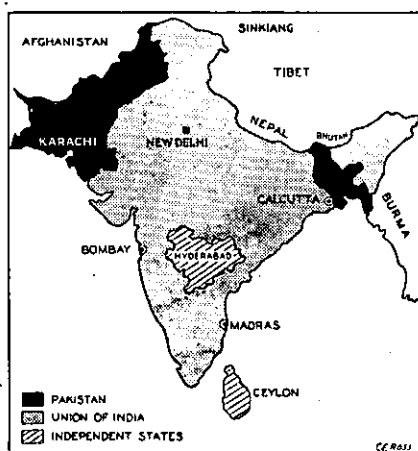 AFGHANISTAN
SINKIANG
TIBET
NEPAL
BHUTAN
KARACHI
NEW DELHI
CALCUTTA
BURMA
BOMBAY
HYDERABAD
MADRAS
CEYLON
PAKISTAN
UNION OF INDIA
INDEPENDENT STATES
C.E. ROSS